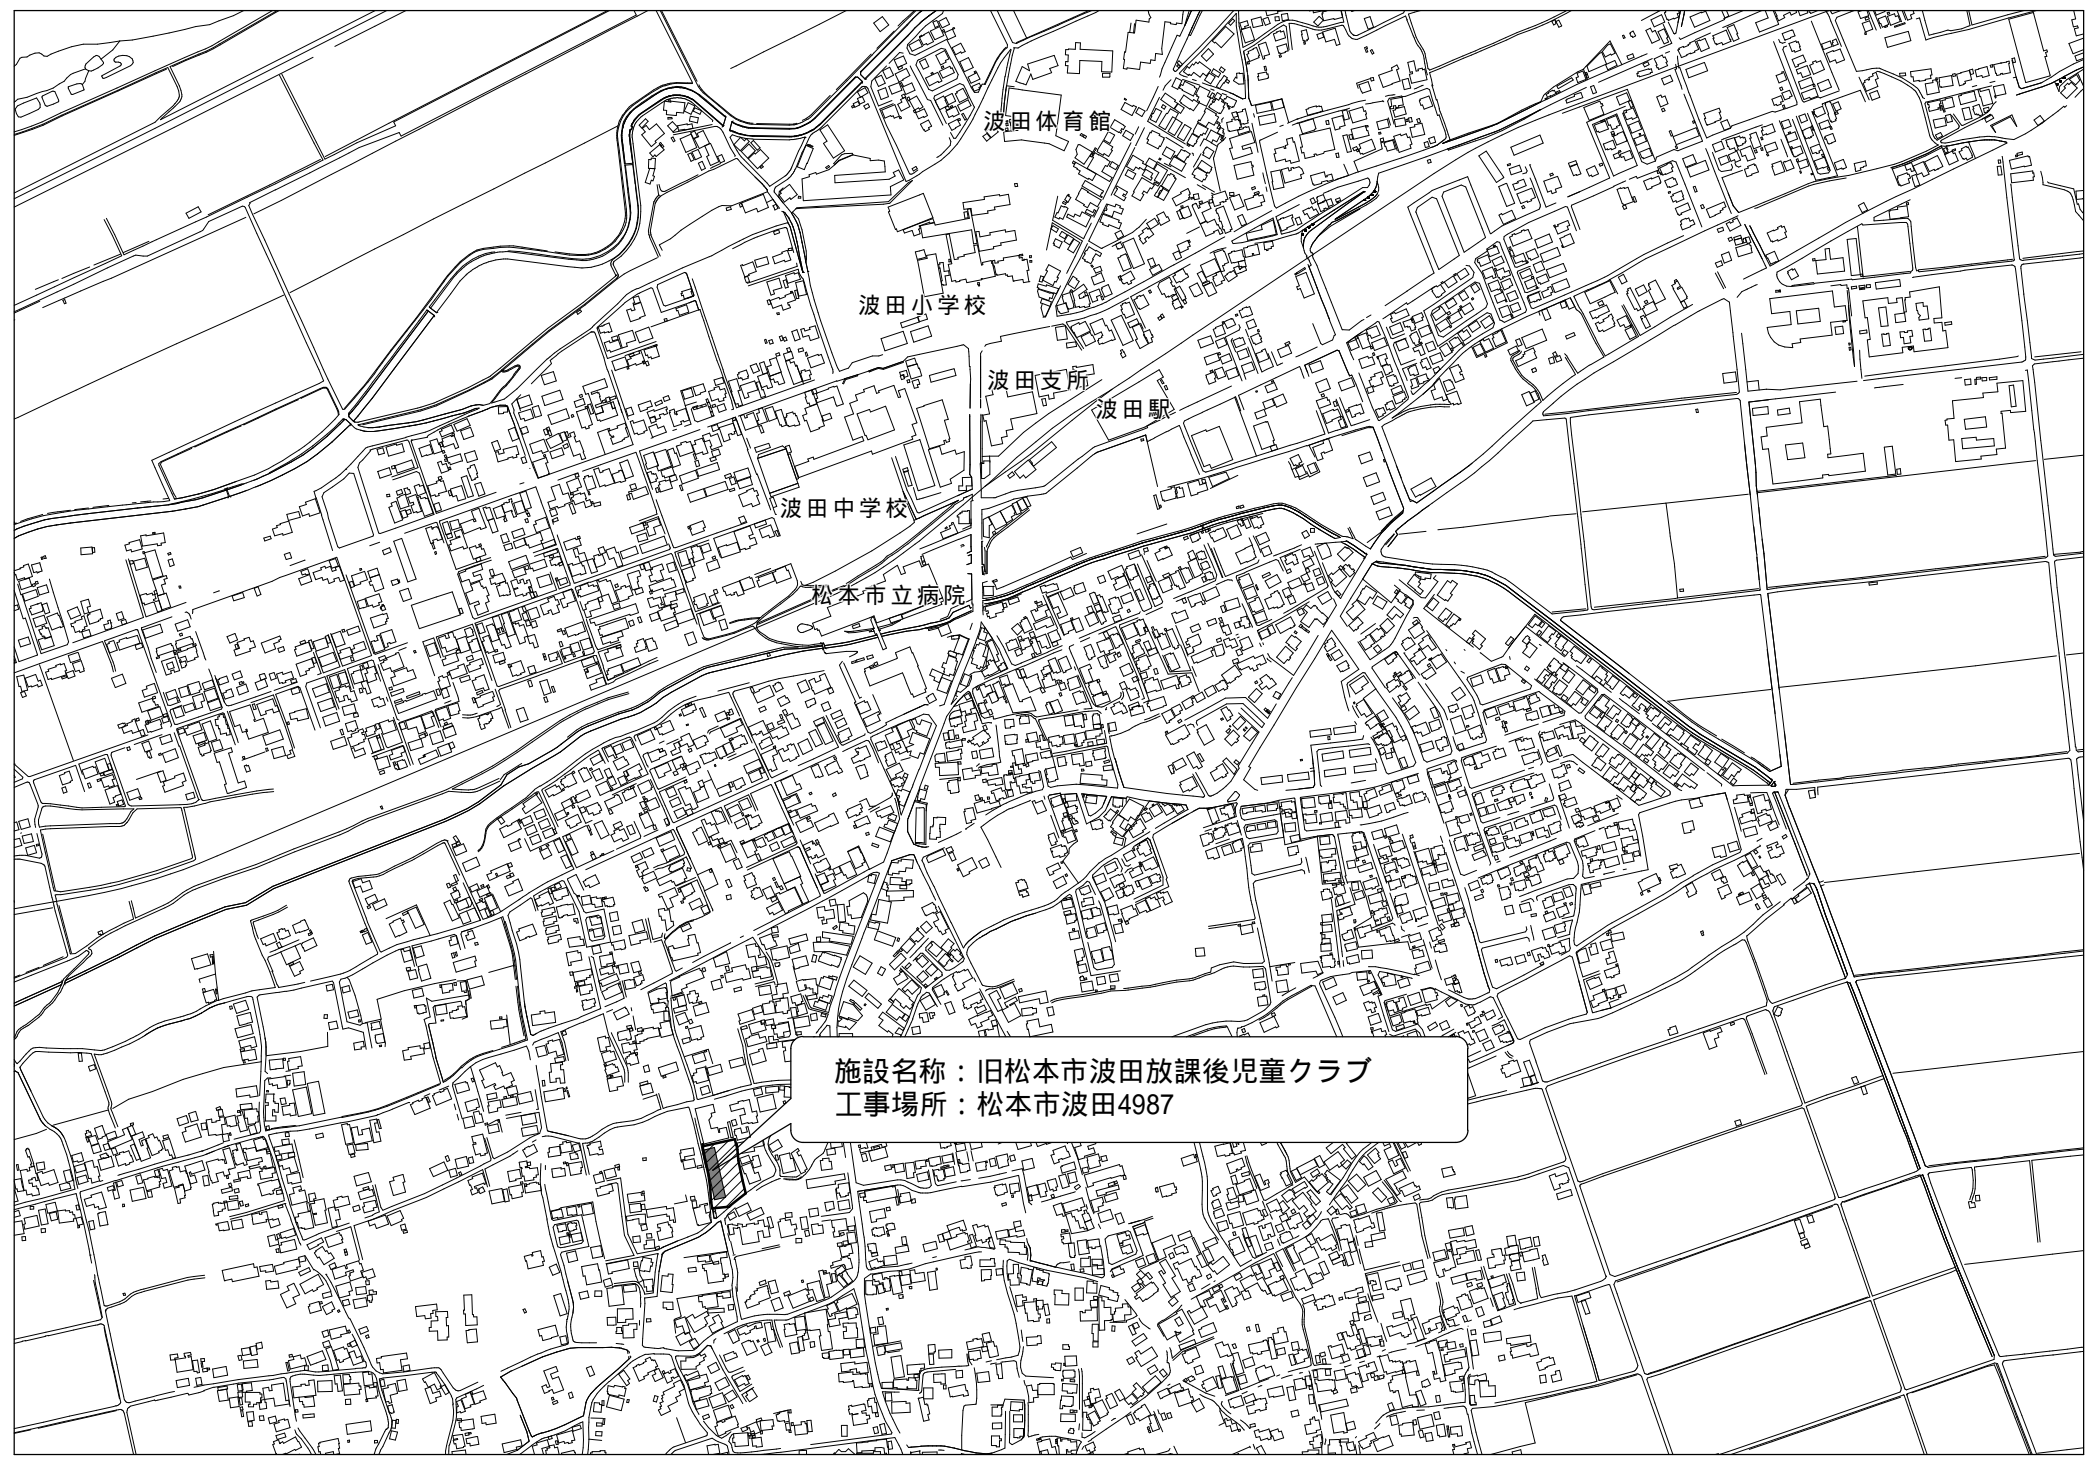 波田体育館
波田小学校
波田支所
波田駅
波田中学校
松本市立病院
施設名称：旧松本市波田放課後児童クラブ
工事場所：松本市波田4987